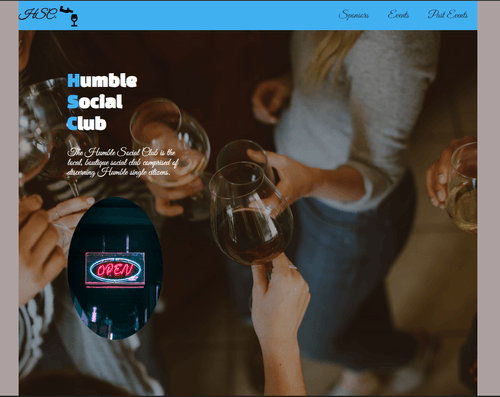 HSC
Sponsors Events Past Events
Humble
Social
Club
The Humble Social Club is the
local, boutique social club comprised of
discerning Humble single citizens.
OPEN